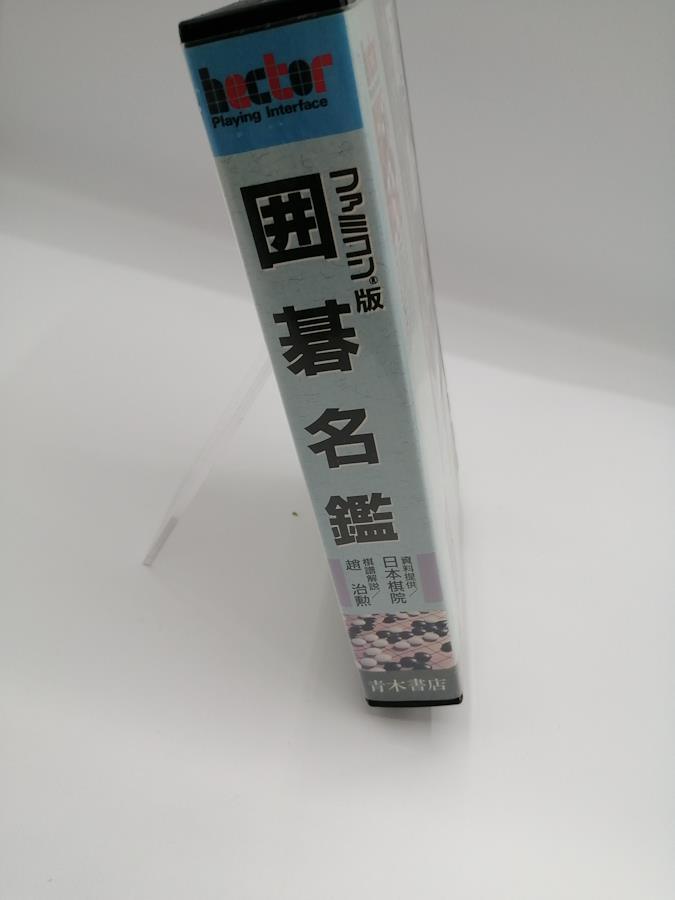 hector
Playing Interface
ファミコン®版
囲碁名鑑
資料提供／
日本棋院
棋譜解説／
趙 治勲
青木書店